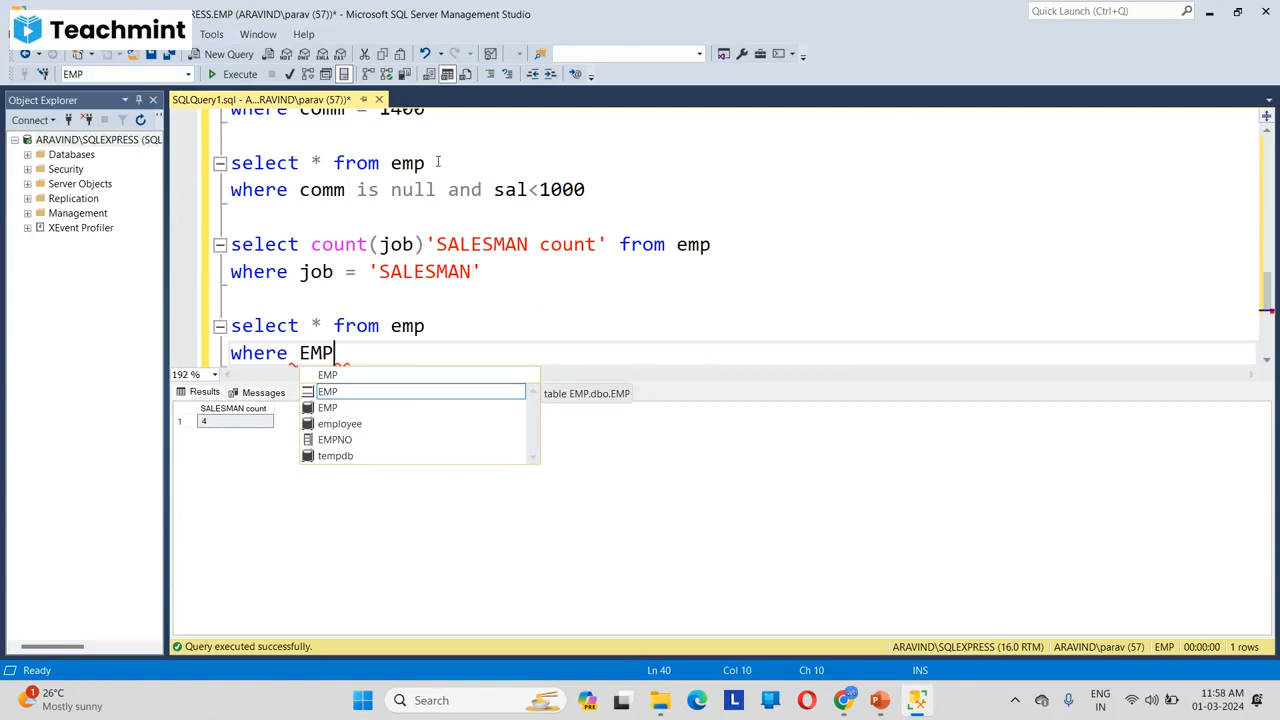 RESS.EMP (ARAVIND\parav (57))* - Microsoft SQL Server Management Studio
Quick Launch (Ctrl+Q)
Teachmint
Tools Window Help
New Query
EMP
Execute
Object Explorer
SQLQuery1.sql - A...RAVIND\parav (57))*
Connect
ARAVIND\SQLEXPRESS (SQL
Databases
Security
Server Objects
Replication
Management
XEvent Profiler
where comm = 1400
select * from emp
where comm is null and sal<1000
select count(job)'SALESMAN count' from emp
where job = 'SALESMAN'
select * from emp
where EMP
192 %
EMP
EMP
EMP
employee
EMPNO
tempdb
table EMP.dbo.EMP
Results Messages
SALESMAN count
1 4
Query executed successfully.
ARAVIND\SQLEXPRESS (16.0 RTM) ARAVIND\parav (57) EMP 00:00:00 1 rows
Ready Ln 40 Col 10 Ch 10 INS
26°C
Mostly sunny
Search
PRE
L
ENG
IN
11:58 AM
01-03-2024